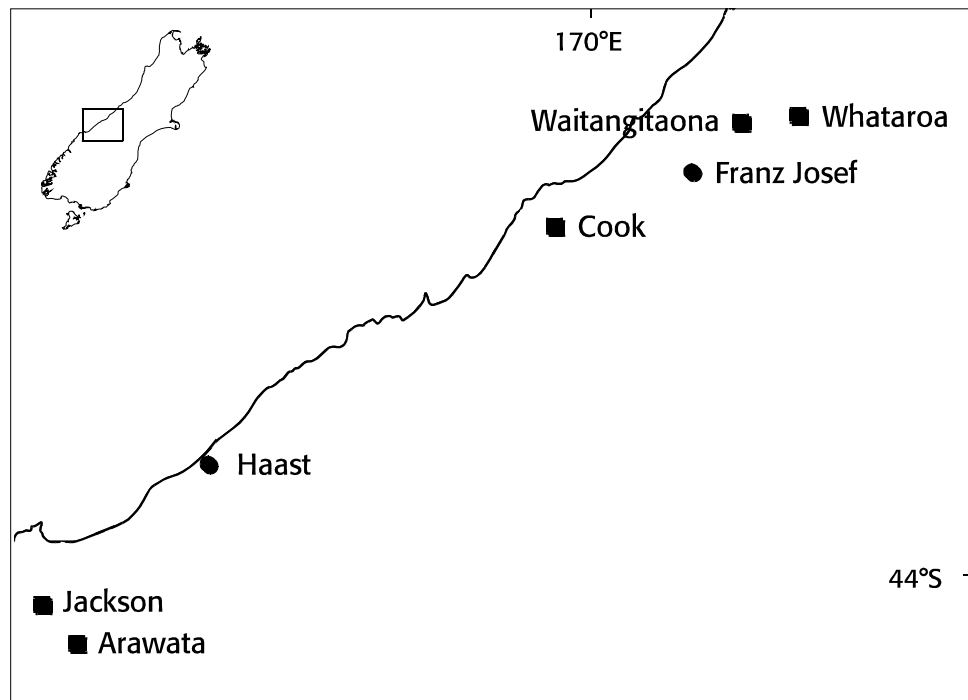 170°E
Waitangitaona
Whataroa
Franz Josef
Cook
Haast
44°S
Jackson
Arawata